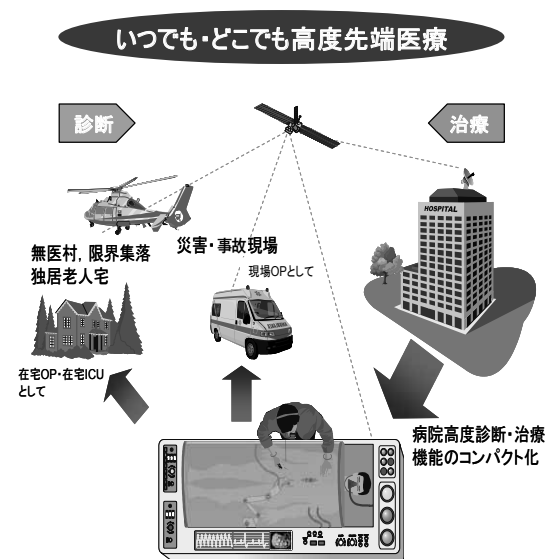 いつでも・どこでも高度先端医療
診断
治療
HOSPITAL
無医村，限界集落
独居老人宅
災害・事故現場
現場OPとして
在宅OP・在宅ICU
として
病院高度診断・治療
機能のコンパクト化